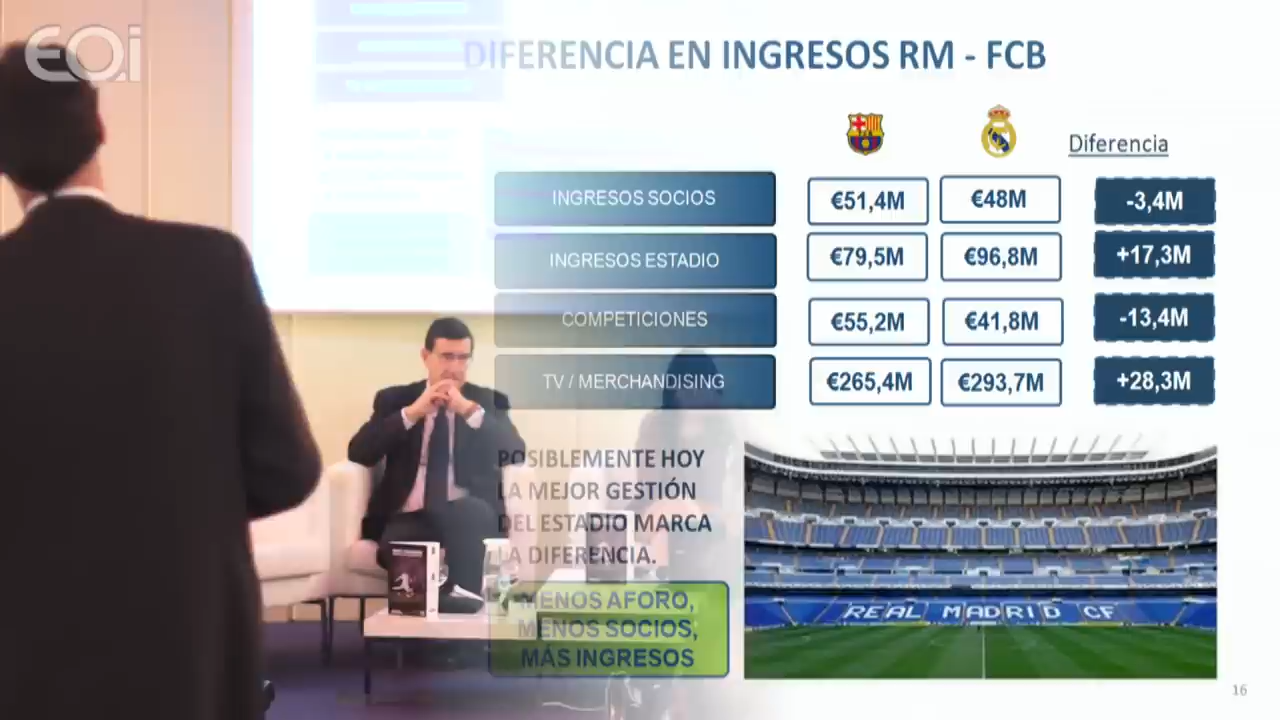 EOi
DIFERENCIA EN INGRESOS RM - FCB
Diferencia
INGRESOS SOCIOS €51,4M €48M -3,4M
INGRESOS ESTADIO €79,5M €96,8M +17,3M
COMPETICIONES €55,2M €41,8M -13,4M
TV / MERCHANDISING €265,4M €293,7M +28,3M
POSIBLEMENTE HOY
LA MEJOR GESTIÓN
DEL ESTADIO MARCA
LA DIFERENCIA.
MENOS AFORO,
MENOS SOCIOS,
MÁS INGRESOS
REAL MADRID CF
16